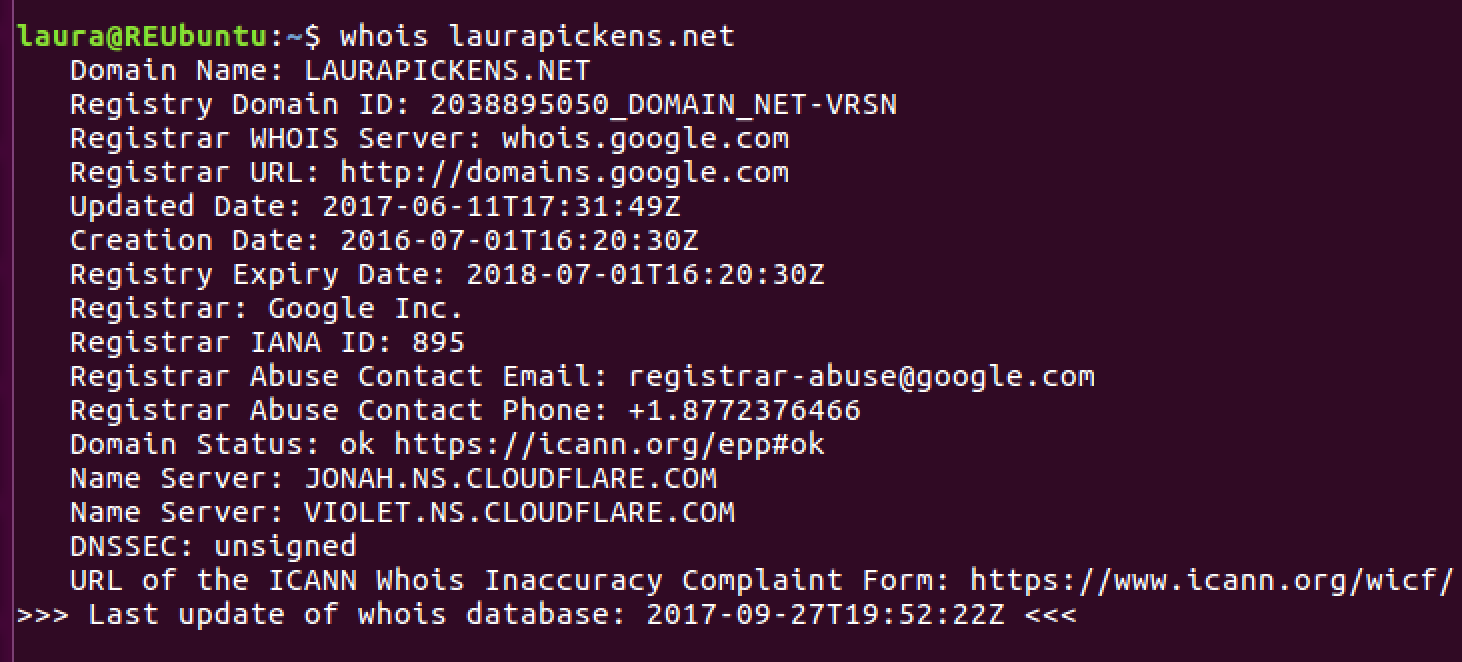 laura@REUbuntu:~$ whois laurapickens.net
Domain Name: LAURAPICKENS.NET
Registry Domain ID: 2038895050_DOMAIN_NET-VRSN
Registrar WHOIS Server: whois.google.com
Registrar URL: http://domains.google.com
Updated Date: 2017-06-11T17:31:49Z
Creation Date: 2016-07-01T16:20:30Z
Registry Expiry Date: 2018-07-01T16:20:30Z
Registrar: Google Inc.
Registrar IANA ID: 895
Registrar Abuse Contact Email: registrar-abuse@google.com
Registrar Abuse Contact Phone: +1.8772376466
Domain Status: ok https://icann.org/epp#ok
Name Server: JONAH.NS.CLOUDFLARE.COM
Name Server: VIOLET.NS.CLOUDFLARE.COM
DNSSEC: unsigned
URL of the ICANN Whois Inaccuracy Complaint Form: https://www.icann.org/wicf/
>>> Last update of whois database: 2017-09-27T19:52:22Z <<<